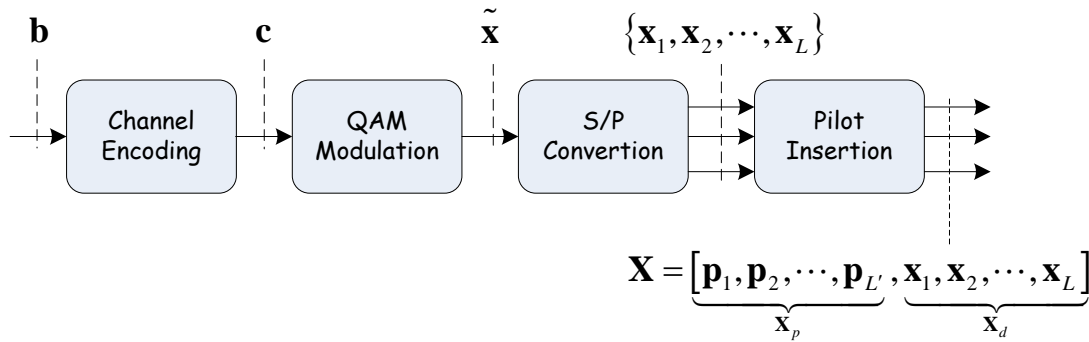 b
c
x̃
{x₁, x₂, ⋯, x_L}
Channel
Encoding
QAM
Modulation
S/P
Convertion
Pilot
Insertion
X = [p₁, p₂, ⋯, p_L′, x₁, x₂, ⋯, x_L]
X_p
X_d